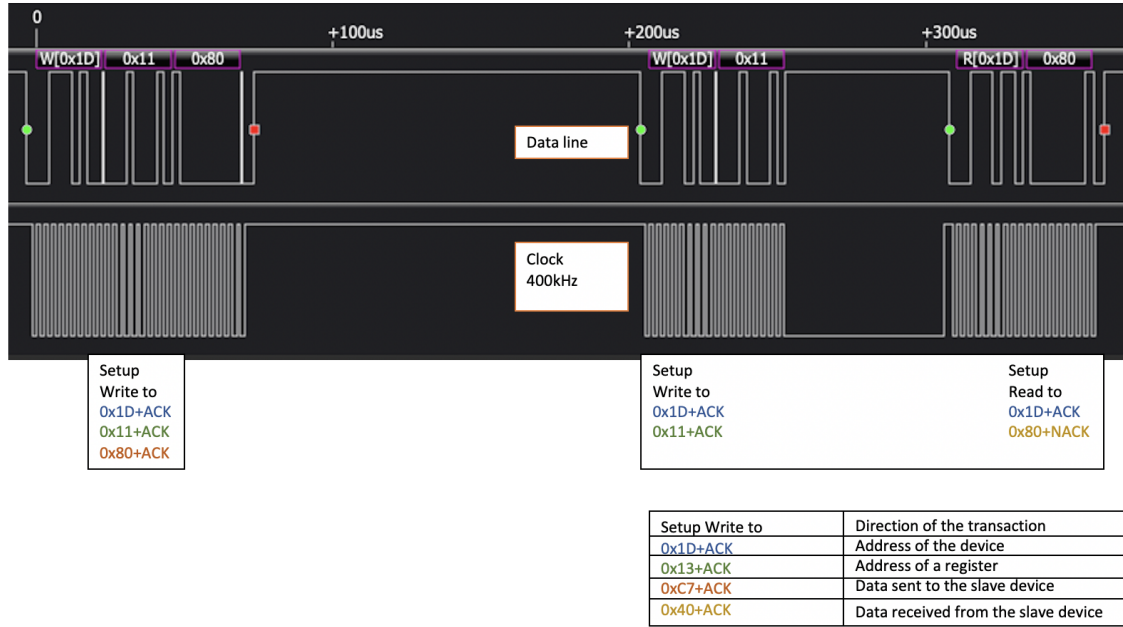 0
+100us
+200us
+300us
W[0x1D] 0x11 0x80
W[0x1D] 0x11
R[0x1D] 0x80
Data line
Clock
400kHz
Setup
Write to
0x1D+ACK
0x11+ACK
0x80+ACK
Setup
Write to
0x1D+ACK
0x11+ACK
Setup
Read to
0x1D+ACK
0x80+NACK
Setup Write to Direction of the transaction
0x1D+ACK Address of the device
0x13+ACK Address of a register
0xC7+ACK Data sent to the slave device
0x40+ACK Data received from the slave device